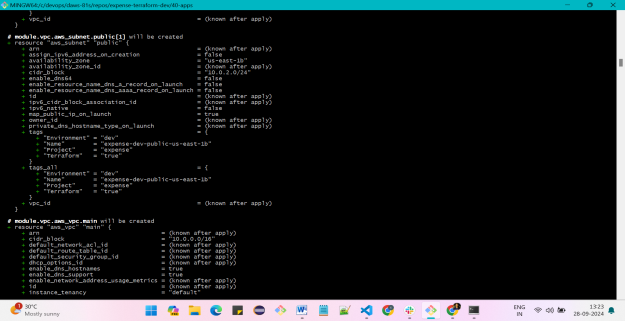 MINGW64:/c/devops/daws-81s/repos/expense-terraform-dev/40-apps
}
+ vpc_id = (known after apply)
}
# module.vpc.aws_subnet.public[1] will be created
+ resource "aws_subnet" "public" {
+ arn = (known after apply)
+ assign_ipv6_address_on_creation = false
+ availability_zone = "us-east-1b"
+ availability_zone_id = (known after apply)
+ cidr_block = "10.0.2.0/24"
+ enable_dns64 = false
+ enable_resource_name_dns_a_record_on_launch = false
+ enable_resource_name_dns_aaaa_record_on_launch = false
+ id = (known after apply)
+ ipv6_cidr_block_association_id = (known after apply)
+ ipv6_native = false
+ map_public_ip_on_launch = true
+ owner_id = (known after apply)
+ private_dns_hostname_type_on_launch = (known after apply)
+ tags = {
+ "Environment" = "dev"
+ "Name" = "expense-dev-public-us-east-1b"
+ "Project" = "expense"
+ "Terraform" = "true"
}
+ tags_all = {
+ "Environment" = "dev"
+ "Name" = "expense-dev-public-us-east-1b"
+ "Project" = "expense"
+ "Terraform" = "true"
}
+ vpc_id = (known after apply)
}
# module.vpc.aws_vpc.main will be created
+ resource "aws_vpc" "main" {
+ arn = (known after apply)
+ cidr_block = "10.0.0.0/16"
+ default_network_acl_id = (known after apply)
+ default_route_table_id = (known after apply)
+ default_security_group_id = (known after apply)
+ dhcp_options_id = (known after apply)
+ enable_dns_hostnames = true
+ enable_dns_support = true
+ enable_network_address_usage_metrics = (known after apply)
+ id = (known after apply)
+ instance_tenancy = "default"
30°C
Mostly sunny
ENG
IN
13:23
28-09-2024